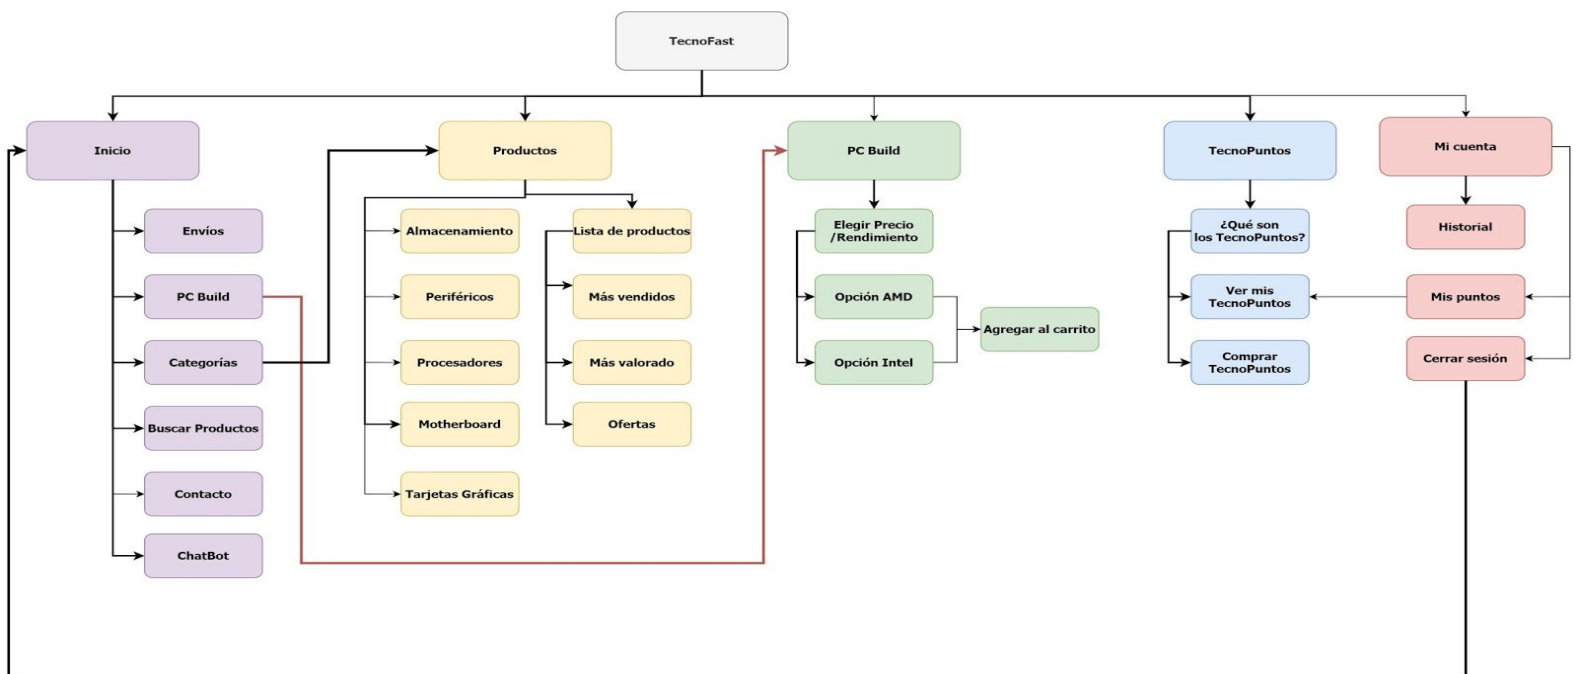 TecnoFast
Inicio
Productos
PC Build
TecnoPuntos
Mi cuenta
Envíos
PC Build
Categorías
Buscar Productos
Contacto
ChatBot
Almacenamiento
Periféricos
Procesadores
Motherboard
Tarjetas Gráficas
Lista de productos
Más vendidos
Más valorado
Ofertas
Elegir Precio
/Rendimiento
Opción AMD
Opción Intel
Agregar al carrito
¿Qué son
los TecnoPuntos?
Ver mis
TecnoPuntos
Comprar
TecnoPuntos
Historial
Mis puntos
Cerrar sesión